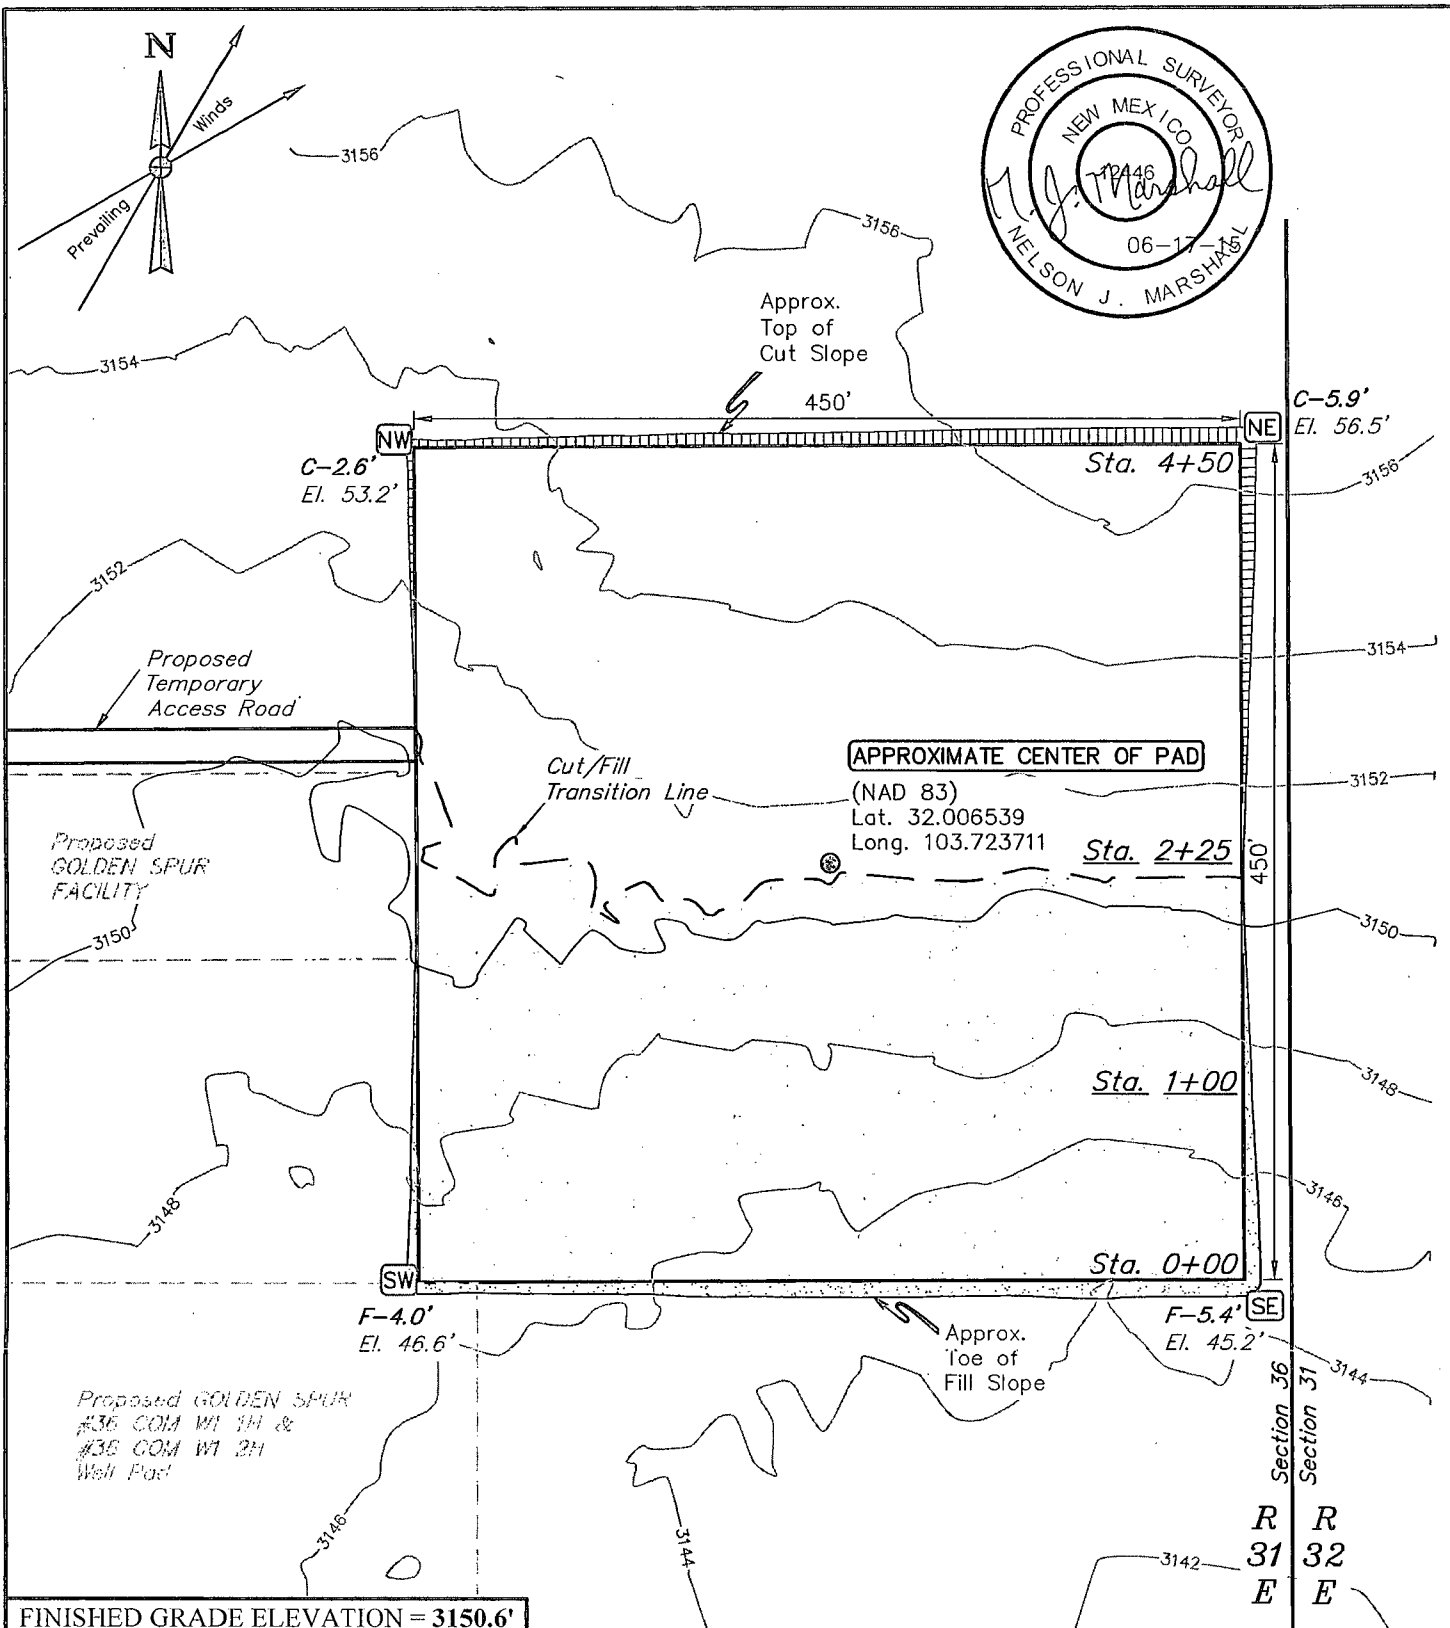 N
Winds
Prevailing
PROFESSIONAL SURVEYOR
NEW MEXICO
12446
N. J. Marshall
06-17-15
NELSON J. MARSHALL
3156
3156
Approx.
Top of
Cut Slope
3154
450'
C-5.9'
El. 56.5'
NW
NE
C-2.6'
El. 53.2'
Sta. 4+50
3156
3152
3154
Proposed
Temporary
Access Road
Cut/Fill
Transition Line
APPROXIMATE CENTER OF PAD
(NAD 83)
Lat. 32.006539
Long. 103.723711
3152
Sta. 2+25
450'
Proposed
GOLDEN SPUR
FACILITY
3150
3150
Sta. 1+00
3148
3148
3146
Sta. 0+00
SW
SE
F-4.0'
El. 46.6'
F-5.4'
El. 45.2'
Approx.
Toe of
Fill Slope
3144
Section 36
Section 31
Proposed GOLDEN SPUR
#36 COM W1 1H &
#36 COM W1 2H
Well Pad
3146
3144
3142
R R
31 32
E E
FINISHED GRADE ELEVATION = 3150.6'